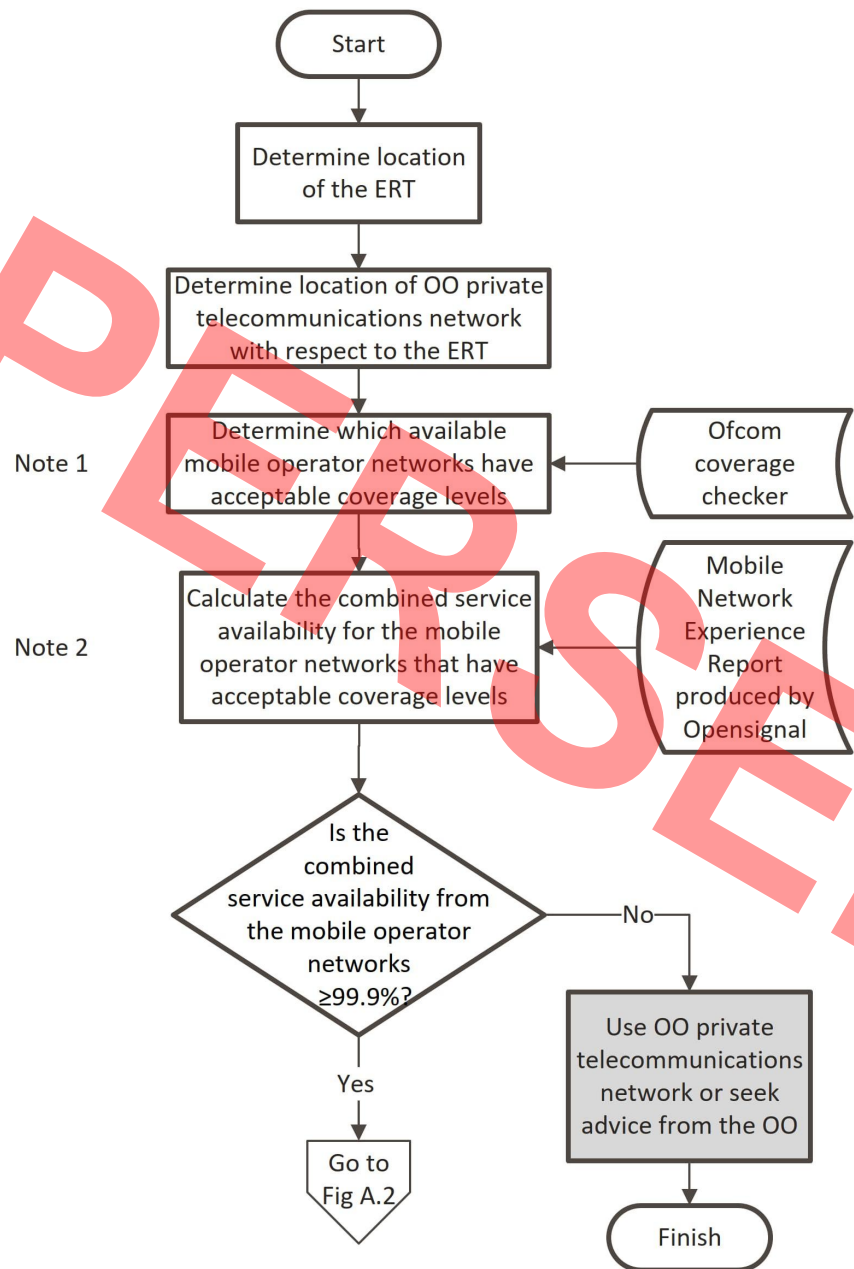 Start
Determine location
of the ERT
Determine location of OO private
telecommunications network
with respect to the ERT
Note 1
Determine which available
mobile operator networks have
acceptable coverage levels
Ofcom
coverage
checker
Note 2
Calculate the combined service
availability for the mobile
operator networks that have
acceptable coverage levels
Mobile
Network
Experience
Report
produced by
Opensignal
Is the
combined
service availability from
the mobile operator
networks
≥99.9%?
No
Yes
Use OO private
telecommunications
network or seek
advice from the OO
Go to
Fig A.2
Finish